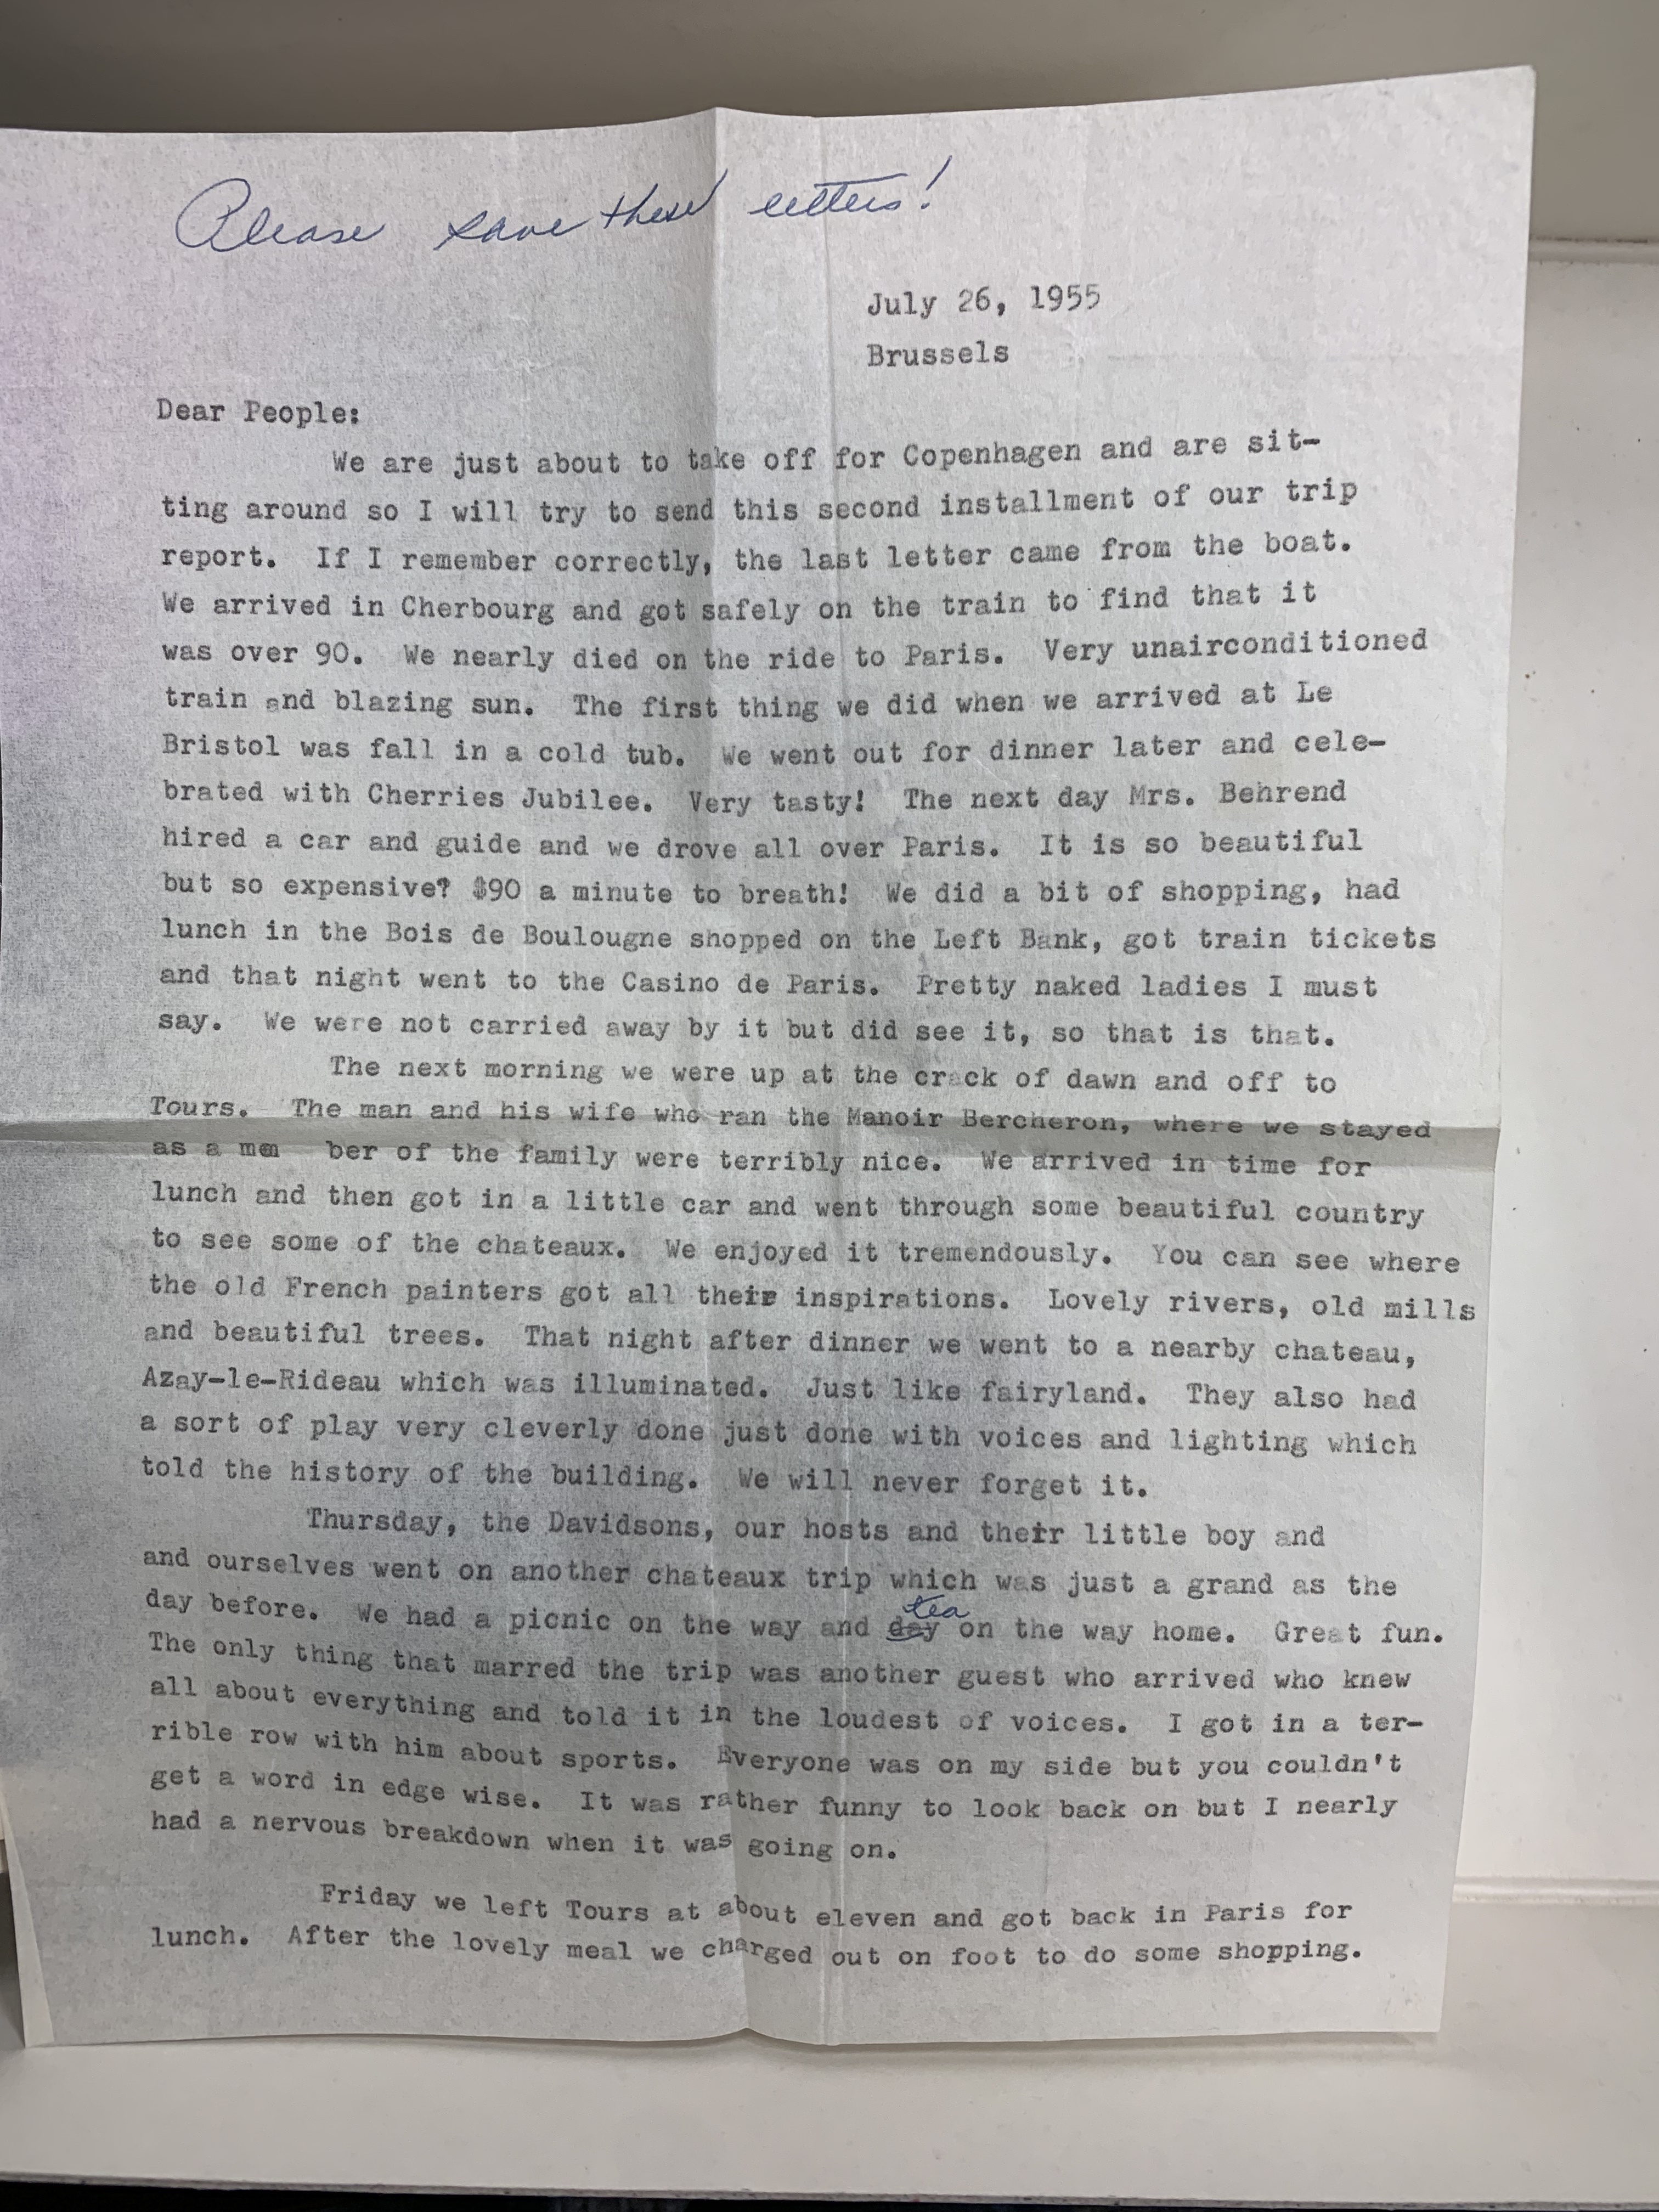 Please save these letters!
July 26, 1955
Brussels
Dear People:
We are just about to take off for Copenhagen and are sit-
ting around so I will try to send this second installment of our trip
report. If I remember correctly, the last letter came from the boat.
We arrived in Cherbourg and got safely on the train to find that it
was over 90. We nearly died on the ride to Paris. Very unairconditioned
train and blazing sun. The first thing we did when we arrived at Le
Bristol was fall in a cold tub. We went out for dinner later and cele-
brated with Cherries Jubilee. Very tasty! The next day Mrs. Behrend
hired a car and guide and we drove all over Paris. It is so beautiful
but so expensive? $90 a minute to breath! We did a bit of shopping, had
lunch in the Bois de Boulougne shopped on the Left Bank, got train tickets
and that night went to the Casino de Paris. Pretty naked ladies I must
say. We were not carried away by it but did see it, so that is that.
The next morning we were up at the crack of dawn and off to
Tours. The man and his wife who ran the Manoir Bercheron, where we stayed
as a mem ber of the family were terribly nice. We arrived in time for
lunch and then got in a little car and went through some beautiful country
to see some of the chateaux. We enjoyed it tremendously. You can see where
the old French painters got all their inspirations. Lovely rivers, old mills
and beautiful trees. That night after dinner we went to a nearby chateau,
Azay-le-Rideau which was illuminated. Just like fairyland. They also had
a sort of play very cleverly done just done with voices and lighting which
told the history of the building. We will never forget it.
Thursday, the Davidsons, our hosts and their little boy and
and ourselves went on another chateaux trip which was just a grand as the
day before. We had a picnic on the way and day tea on the way home. Great fun.
The only thing that marred the trip was another guest who arrived who knew
all about everything and told it in the loudest of voices. I got in a ter-
rible row with him about sports. Everyone was on my side but you couldn't
get a word in edge wise. It was rather funny to look back on but I nearly
had a nervous breakdown when it was going on.
Friday we left Tours at about eleven and got back in Paris for
lunch. After the lovely meal we charged out on foot to do some shopping.